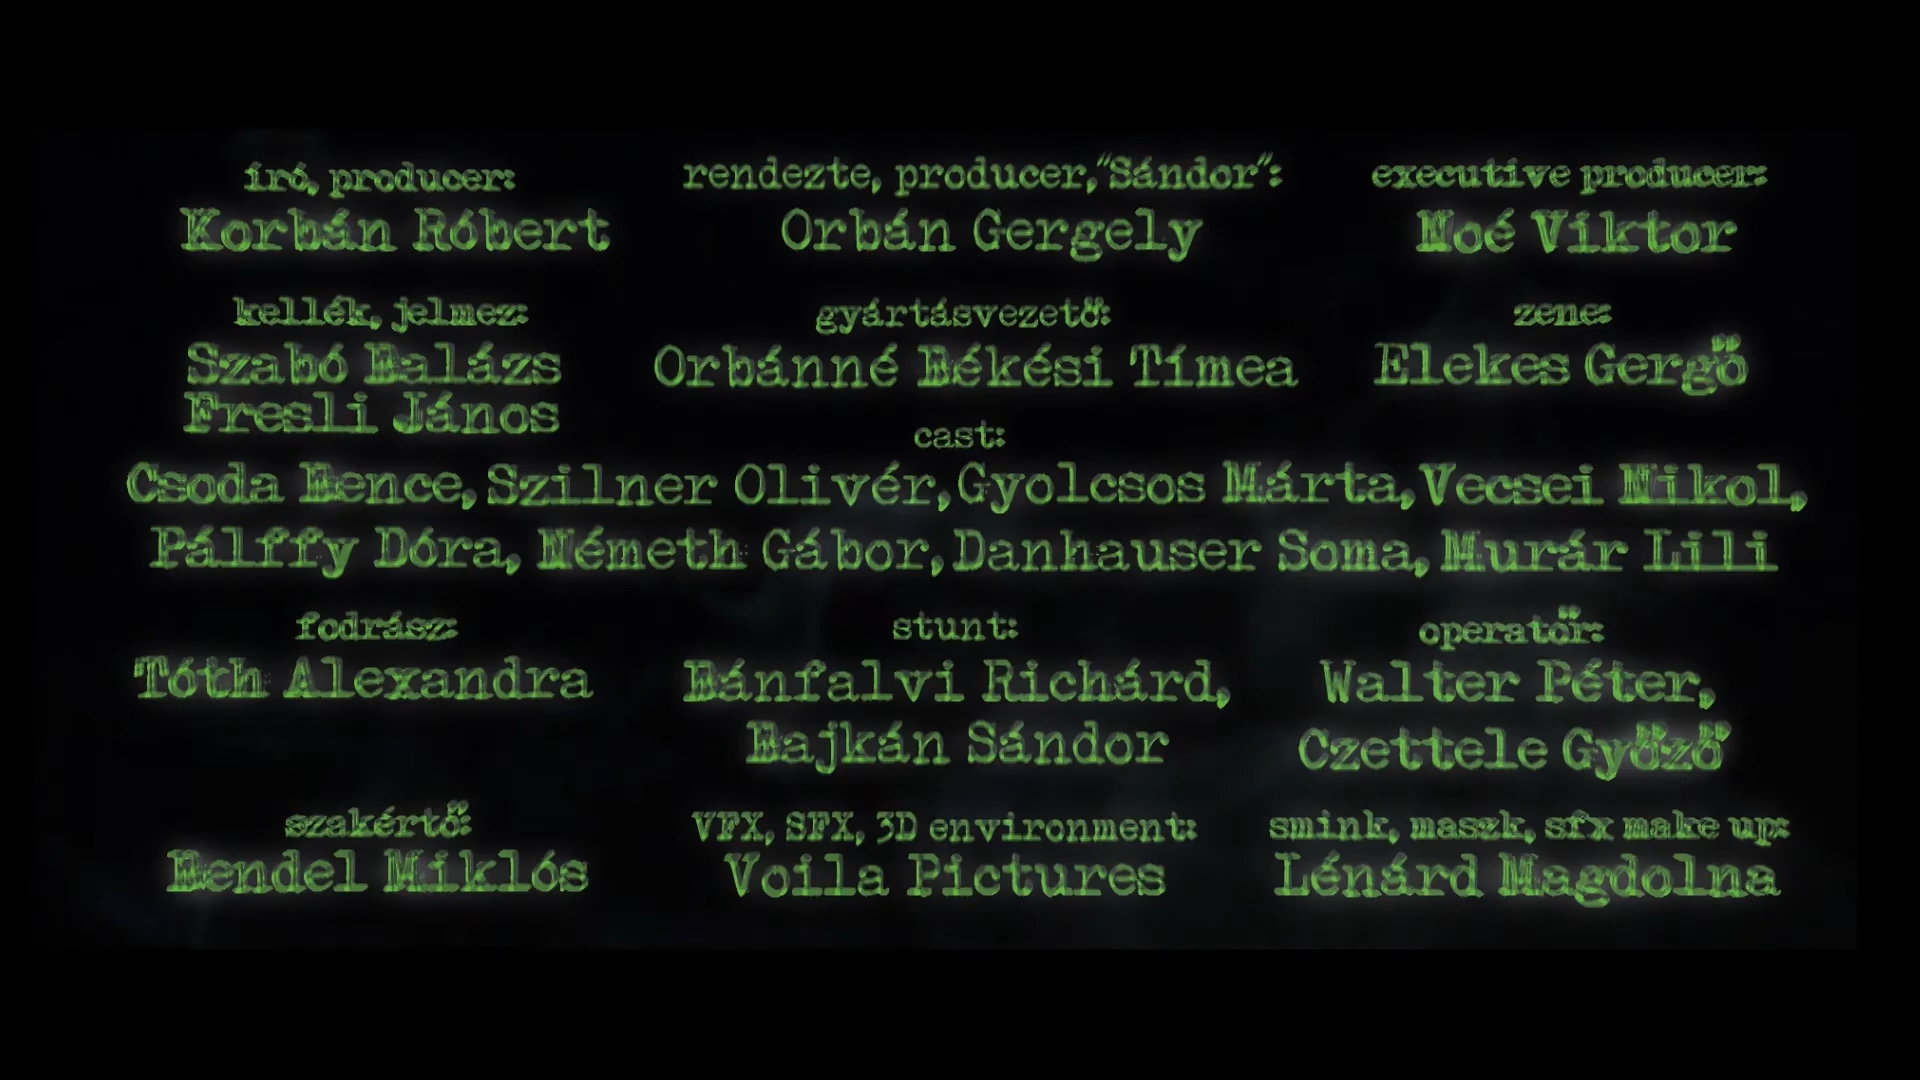 író, producer:
Korbán Róbert
rendezte, producer,"Sándor":
Orbán Gergely
executive producer:
Noé Viktor
kellék, jelmez:
Szabó Balázs
Fresli János
gyártásvezető:
Orbánné Békési Tímea
zene:
Elekes Gergő
cast:
Csoda Bence, Szilner Olivér, Gyolcsos Márta, Vecsei Nikol,
Pálffy Dóra, Németh Gábor, Danhauser Soma, Murár Lili
fodrász:
Tóth Alexandra
stunt:
Bánfalvi Richárd,
Bajkán Sándor
operatőr:
Walter Péter,
Czettele Győző
szakértő:
Bendel Miklós
VFX, SFX, 3D environment:
Voila Pictures
smink, maszk, sfx make up:
Lénárd Magdolna